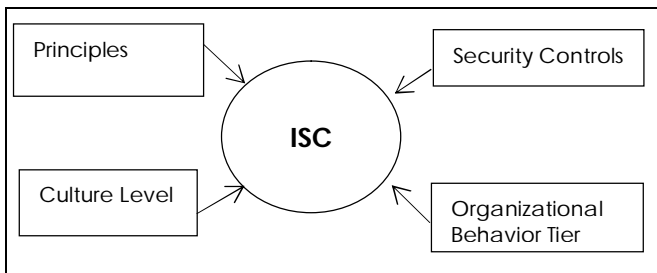 Principles
Security Controls
ISC
Culture Level
Organizational
Behavior Tier